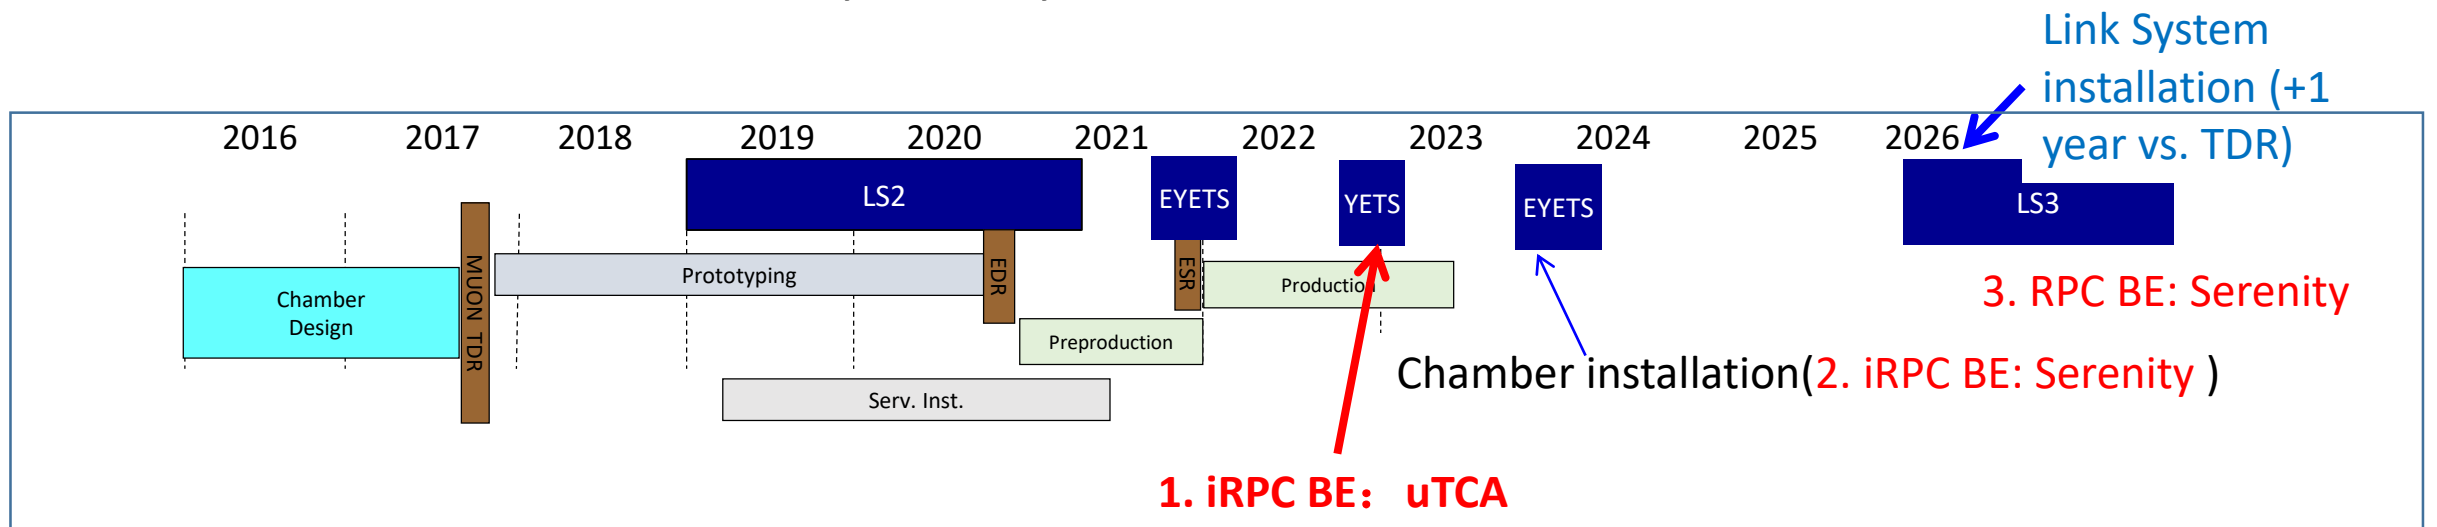 Link System
installation (+1
year vs. TDR)
2016 2017 2018 2019 2020 2021 2022 2023 2024 2025 2026
LS2
EYETS
YETS
EYETS
LS3
MUON TDR
Prototyping
EDR
ESR
Production
Chamber
Design
3. RPC BE: Serenity
Preproduction
Chamber installation(2. iRPC BE: Serenity )
Serv. Inst.
1. iRPC BE： uTCA